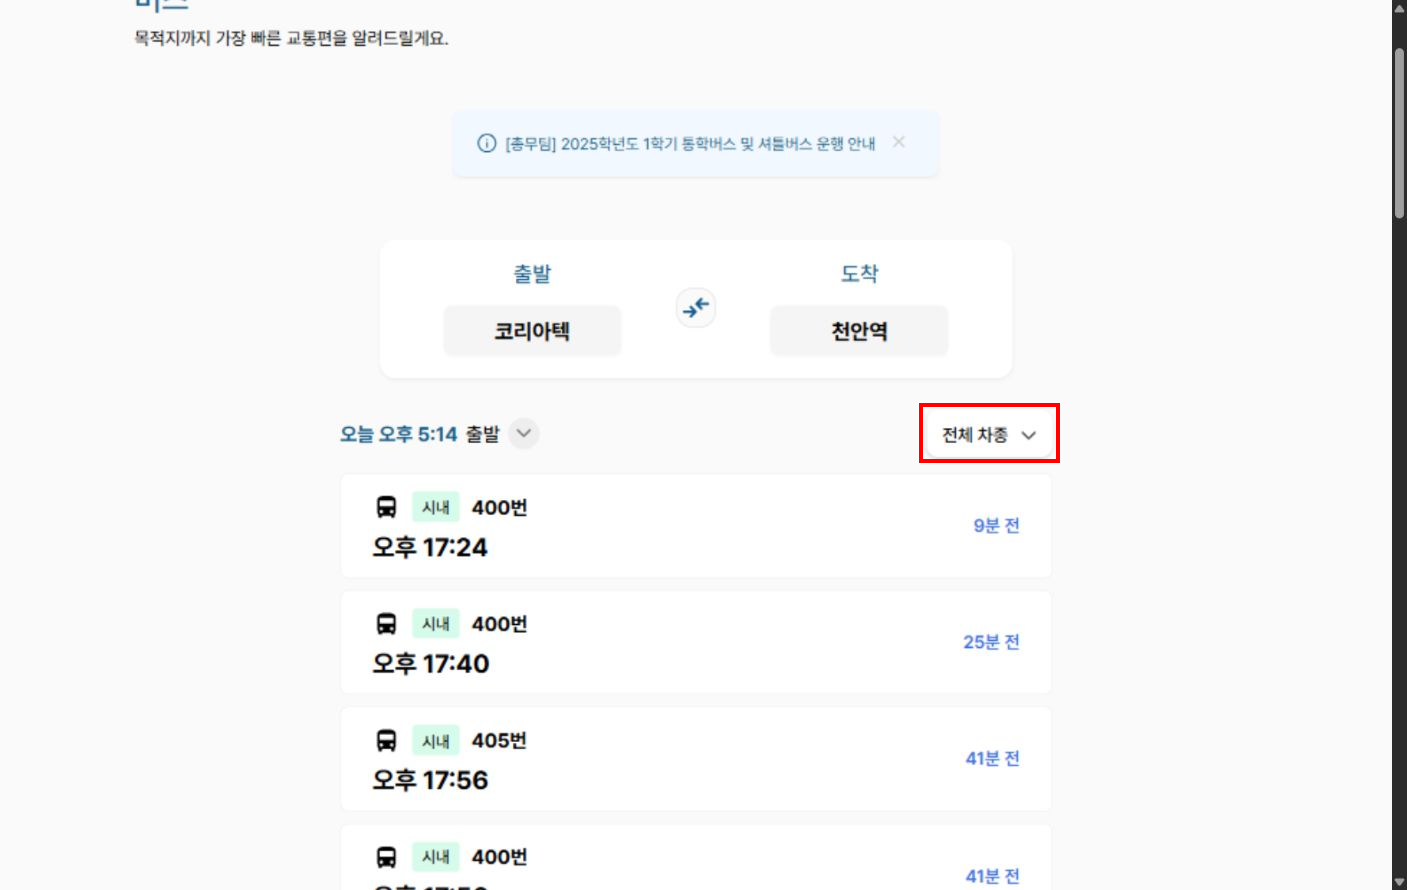 버스
목적지까지 가장 빠른 교통편을 알려드릴게요.
[총무팀] 2025학년도 1학기 통학버스 및 셔틀버스 운행 안내
출발
도착
코리아텍
천안역
오늘 오후 5:14 출발
전체 차종
시내 400번
오후 17:24
9분 전
시내 400번
오후 17:40
25분 전
시내 405번
오후 17:56
41분 전
시내 400번
41분 전